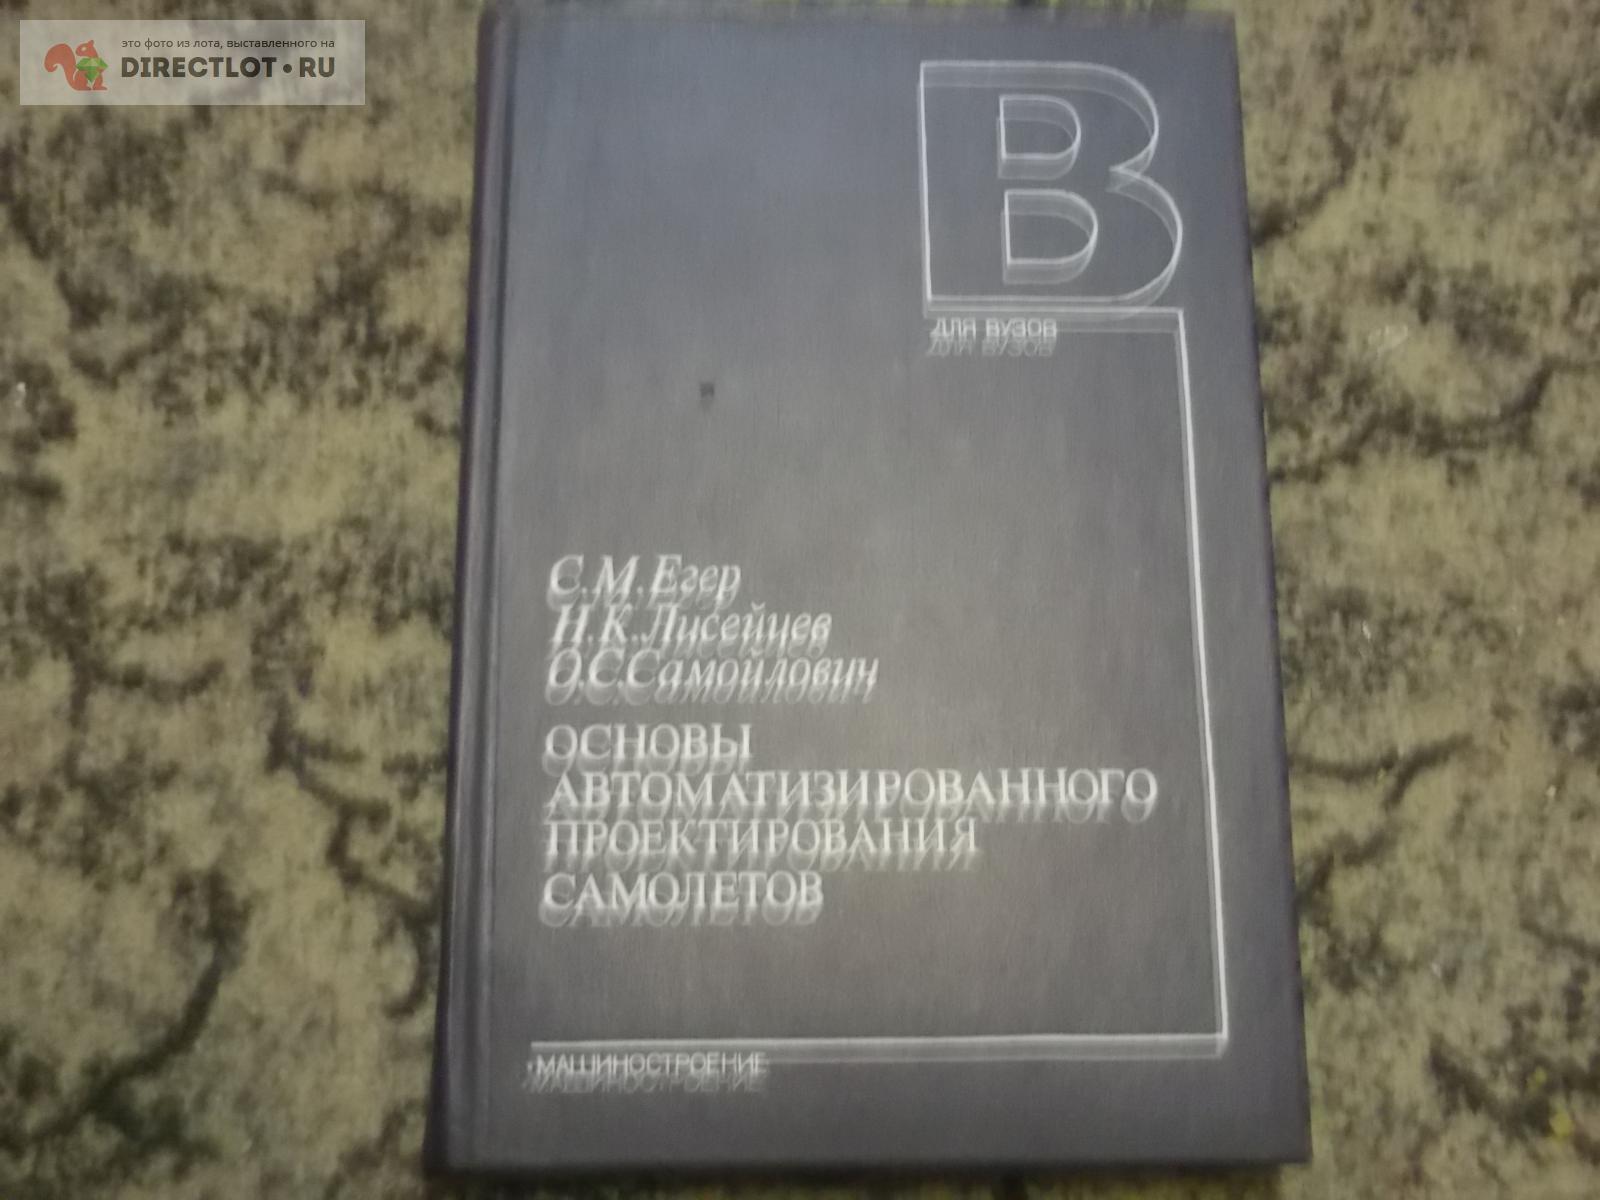 это фото из лота, выставленного на
DIRECTLOT•RU
В
ДЛЯ ВУЗОВ
С.М.Егер
Н.К.Лисейцев
О.С.Самойлович
ОСНОВЫ
АВТОМАТИЗИРОВАННОГО
ПРОЕКТИРОВАНИЯ
САМОЛЕТОВ
•МАШИНОСТРОЕНИЕ•